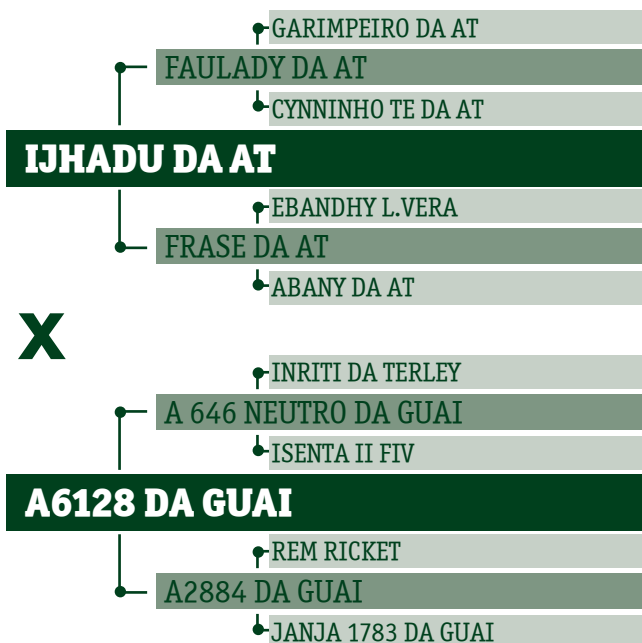 GARIMPEIRO DA AT
FAULADY DA AT
CYNNINHO TE DA AT
IJHADU DA AT
EBANDHY L.VERA
FRASE DA AT
ABANY DA AT
X
INRITI DA TERLEY
A 646 NEUTRO DA GUAI
ISENTA II FIV
A6128 DA GUAI
REM RICKET
A2884 DA GUAI
JANJA 1783 DA GUAI